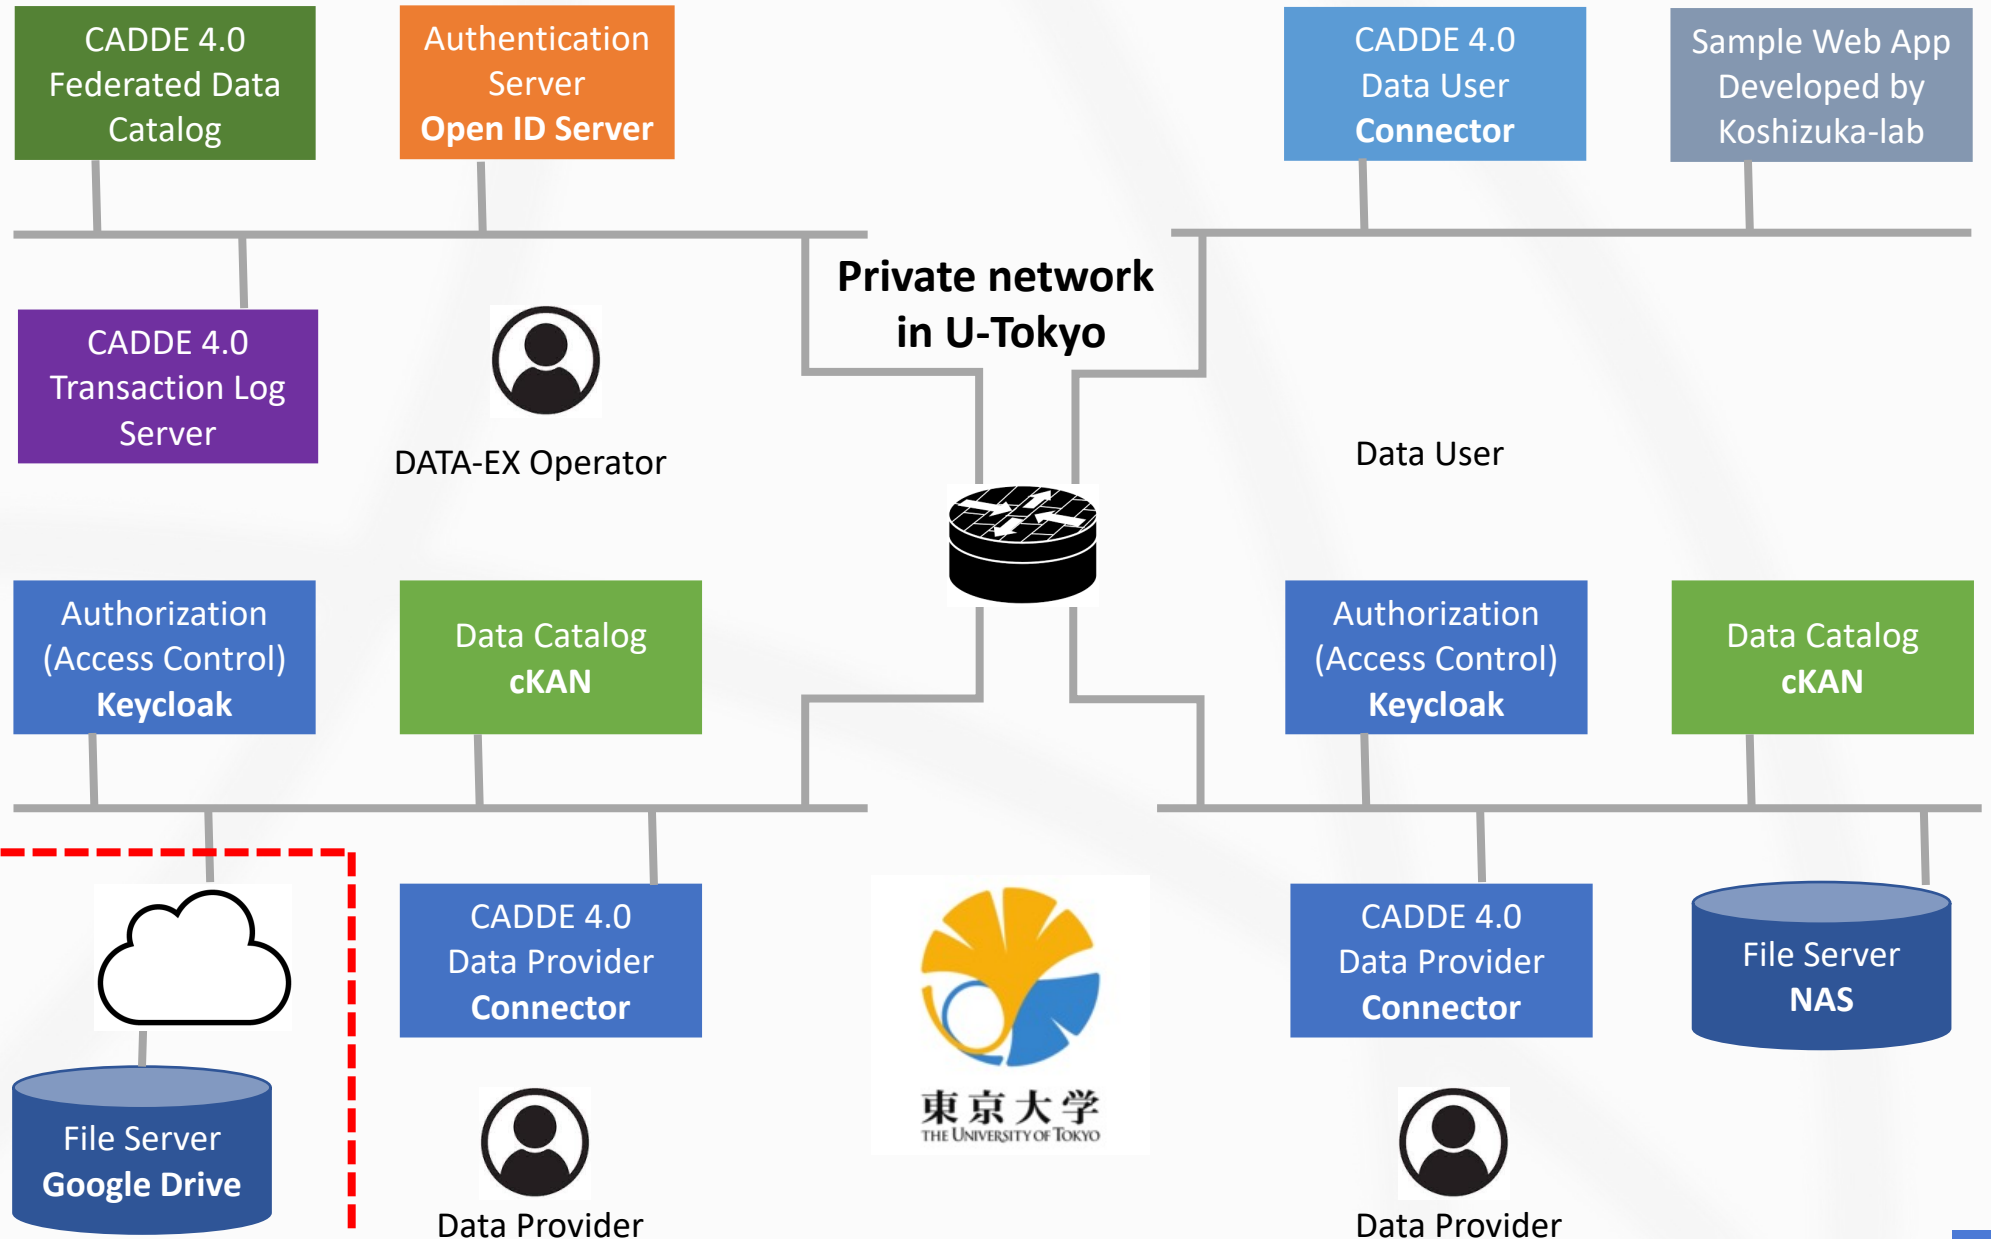 CADDE 4.0
Federated Data
Catalog
Authentication
Server
Open ID Server
CADDE 4.0
Data User
Connector
Sample Web App
Developed by
Koshizuka-lab
Private network
in U-Tokyo
CADDE 4.0
Transaction Log
Server
DATA-EX Operator
Data User
Authorization
(Access Control)
Keycloak
Data Catalog
cKAN
Authorization
(Access Control)
Keycloak
Data Catalog
cKAN
CADDE 4.0
Data Provider
Connector
CADDE 4.0
Data Provider
Connector
File Server
NAS
東京大学
THE UNIVERSITY OF TOKYO
File Server
Google Drive
Data Provider
Data Provider